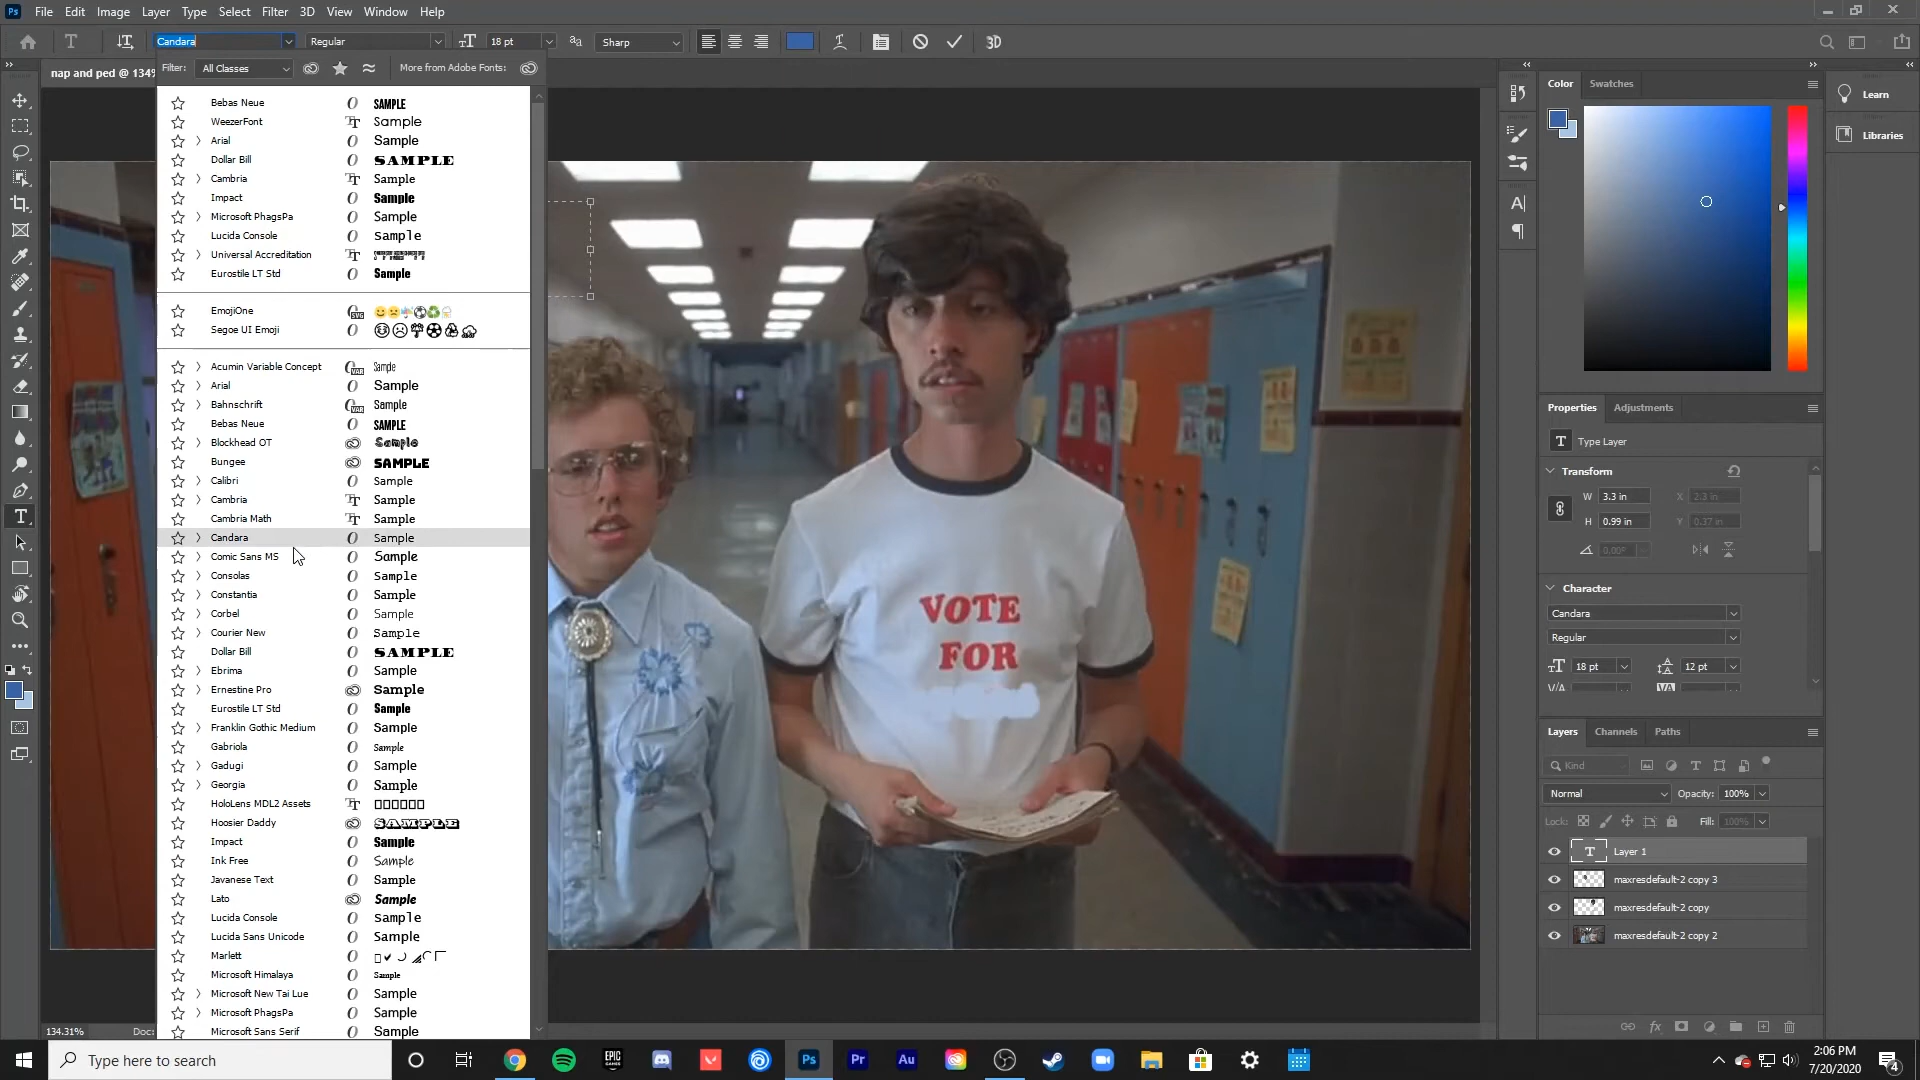 File Edit Image Layer Type Select Filter 3D View Window Help
Candara Regular 18 pt Sharp 3D
Filter: All Classes More from Adobe Fonts:
nap and ped @ 134%
Bebas Neue SAMPLE
WeezerFont Sample
Arial Sample
Dollar Bill SAMPLE
Cambria Sample
Impact Sample
Microsoft PhagsPa Sample
Lucida Console Sample
Universal Accreditation
Eurostile LT Std Sample
EmojiOne
Segoe UI Emoji
Acumin Variable Concept Sample
Arial Sample
Bahnschrift Sample
Bebas Neue SAMPLE
Blockhead OT Sample
Bungee SAMPLE
Calibri Sample
Cambria Sample
Cambria Math Sample
Candara Sample
Comic Sans MS Sample
Consolas Sample
Constantia Sample
Corbel Sample
Courier New Sample
Dollar Bill SAMPLE
Ebrima Sample
Ernestine Pro Sample
Eurostile LT Std Sample
Franklin Gothic Medium Sample
Gabriola Sample
Gadugi Sample
Georgia Sample
HoloLens MDL2 Assets
Hoosier Daddy SAMPLE
Impact Sample
Ink Free Sample
Javanese Text Sample
Lato Sample
Lucida Console Sample
Lucida Sans Unicode Sample
Marlett
Microsoft Himalaya Sample
Microsoft New Tai Lue Sample
Microsoft PhagsPa Sample
Microsoft Sans Serif Sample
VOTE
FOR
134.31% Doc:
Color Swatches
Learn
Libraries
Properties Adjustments
Type Layer
Transform
W 3.3 in X 2.3 in
H 0.99 in Y 0.37 in
0.00°
Character
Candara
Regular
18 pt 12 pt
Layers Channels Paths
Kind
Normal Opacity: 100%
Lock: Fill: 100%
Layer 1
maxresdefault-2 copy 3
maxresdefault-2 copy
maxresdefault-2 copy 2
Type here to search
2:06 PM
7/20/2020
4